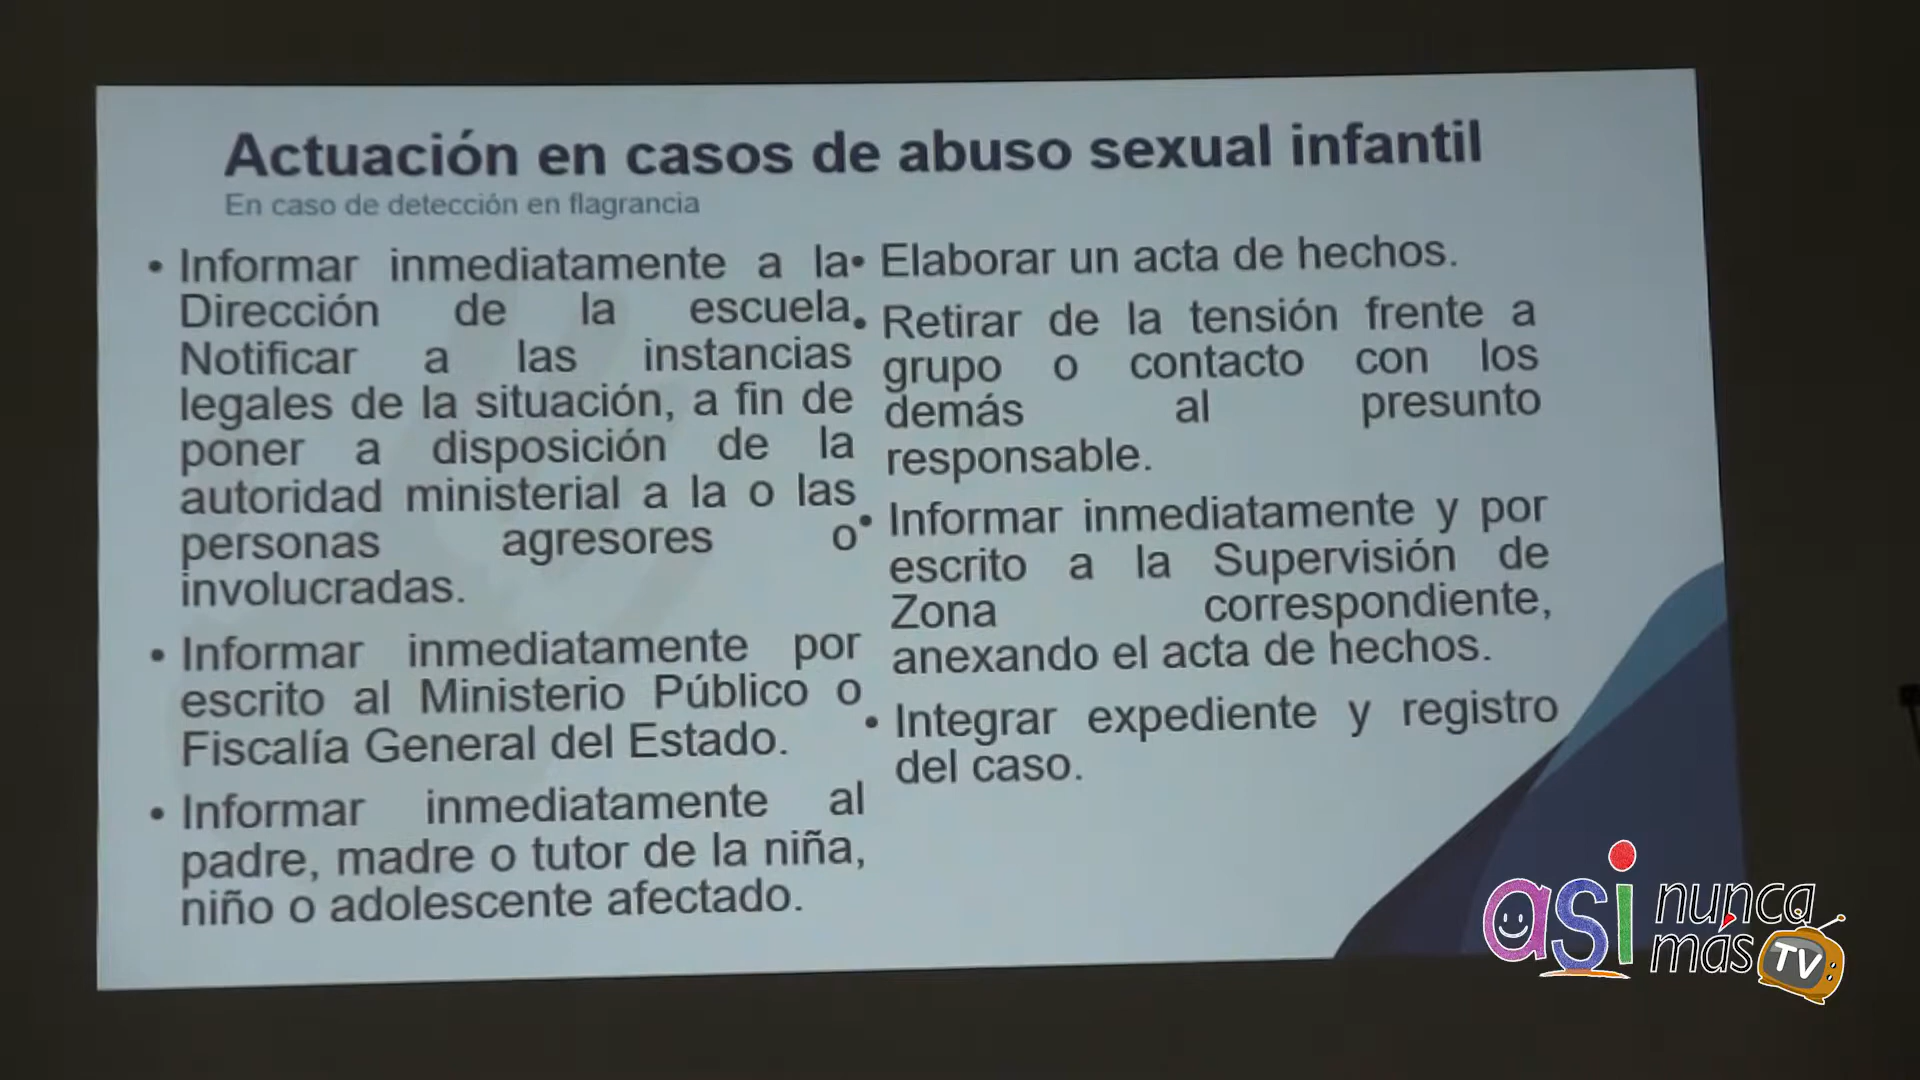 Actuación en casos de abuso sexual infantil
En caso de detección en flagrancia
• Informar inmediatamente a la
Dirección de la escuela.
Notificar a las instancias
legales de la situación, a fin de
poner a disposición de la
autoridad ministerial a la o las
personas agresores o
involucradas.
• Informar inmediatamente por
escrito al Ministerio Público o
Fiscalía General del Estado.
• Informar inmediatamente al
padre, madre o tutor de la niña,
niño o adolescente afectado.
• Elaborar un acta de hechos.
• Retirar de la tensión frente a
grupo o contacto con los
demás al presunto
responsable.
• Informar inmediatamente y por
escrito a la Supervisión de
Zona correspondiente,
anexando el acta de hechos.
• Integrar expediente y registro
del caso.
asi nunca
más TV